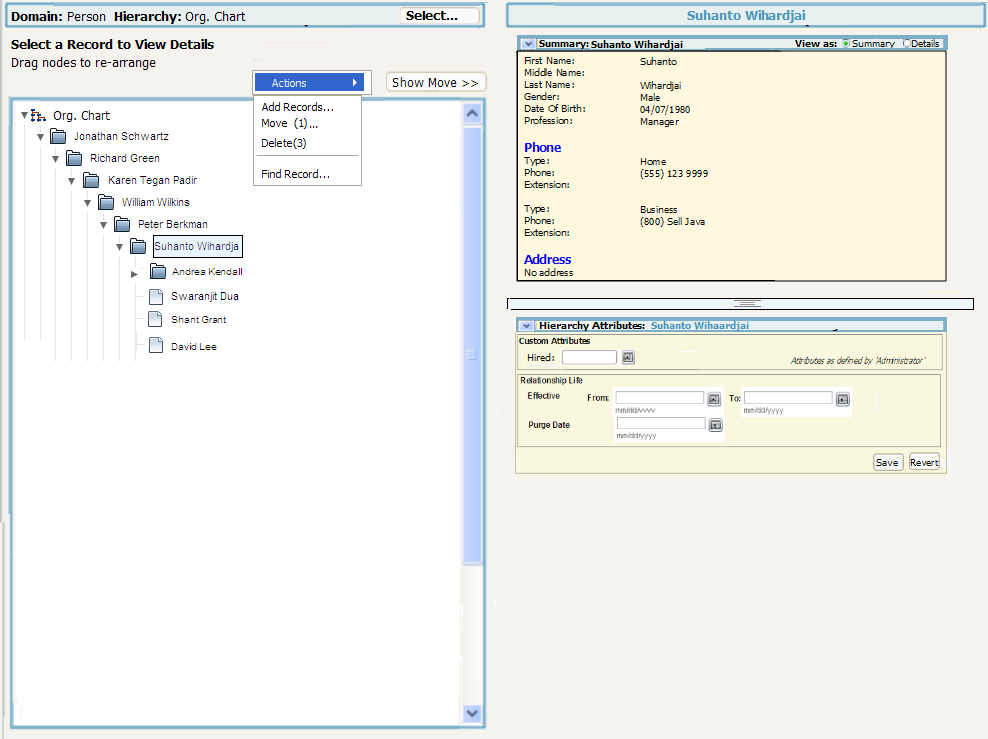 Domain: Person Hierarchy: Org. Chart
Select...
Select a Record to View Details
Drag nodes to re-arrange
Actions
Show Move >>
Add Records...
Move (1)...
Delete(3)
Find Record...
Org. Chart
Jonathan Schwartz
Richard Green
Karen Tegan Padir
William Wilkins
Peter Berkman
Suhanto Wihardja
Andrea Kendall
Swaranjit Dua
Shant Grant
David Lee
Suhanto Wihardjai
Summary: Suhanto Wihardjai View as: Summary Details
First Name: Suhanto
Middle Name:
Last Name: Wihardjai
Gender: Male
Date Of Birth: 04/07/1980
Profession: Manager
Phone
Type: Home
Phone: (555) 123 9999
Extension:
Type: Business
Phone: (800) Sell Java
Extension:
Address
No address
Hierarchy Attributes: Suhanto Wihaardjai
Custom Attributes
Hired:
Attributes as defined by 'Administrator'
Relationship Life
Effective From: To:
mm/dd/yyyy mm/dd/yyyy
Purge Date
mm/dd/yyyy
Save Revert